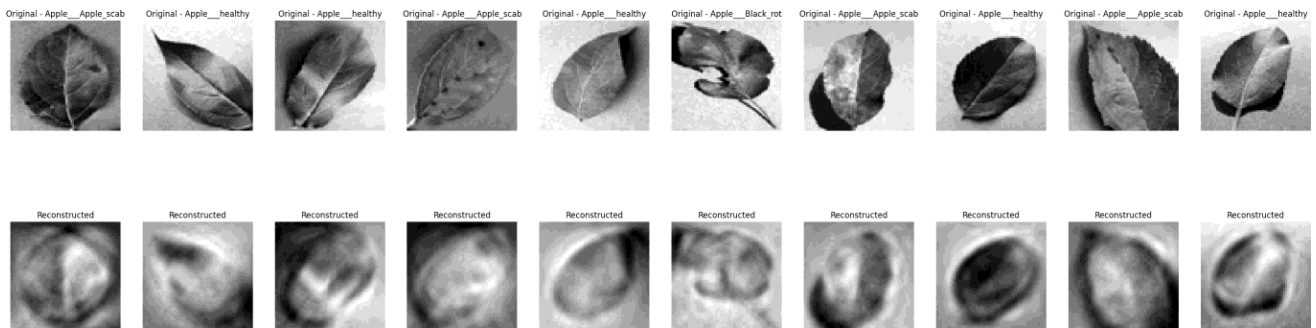 Original - Apple___Apple_scab
Original - Apple___healthy
Original - Apple___healthy
Original - Apple___Apple_scab
Original - Apple___healthy
Original - Apple___Black_rot
Original - Apple___Apple_scab
Original - Apple___healthy
Original - Apple___Apple_scab
Original - Apple___healthy
Reconstructed
Reconstructed
Reconstructed
Reconstructed
Reconstructed
Reconstructed
Reconstructed
Reconstructed
Reconstructed
Reconstructed